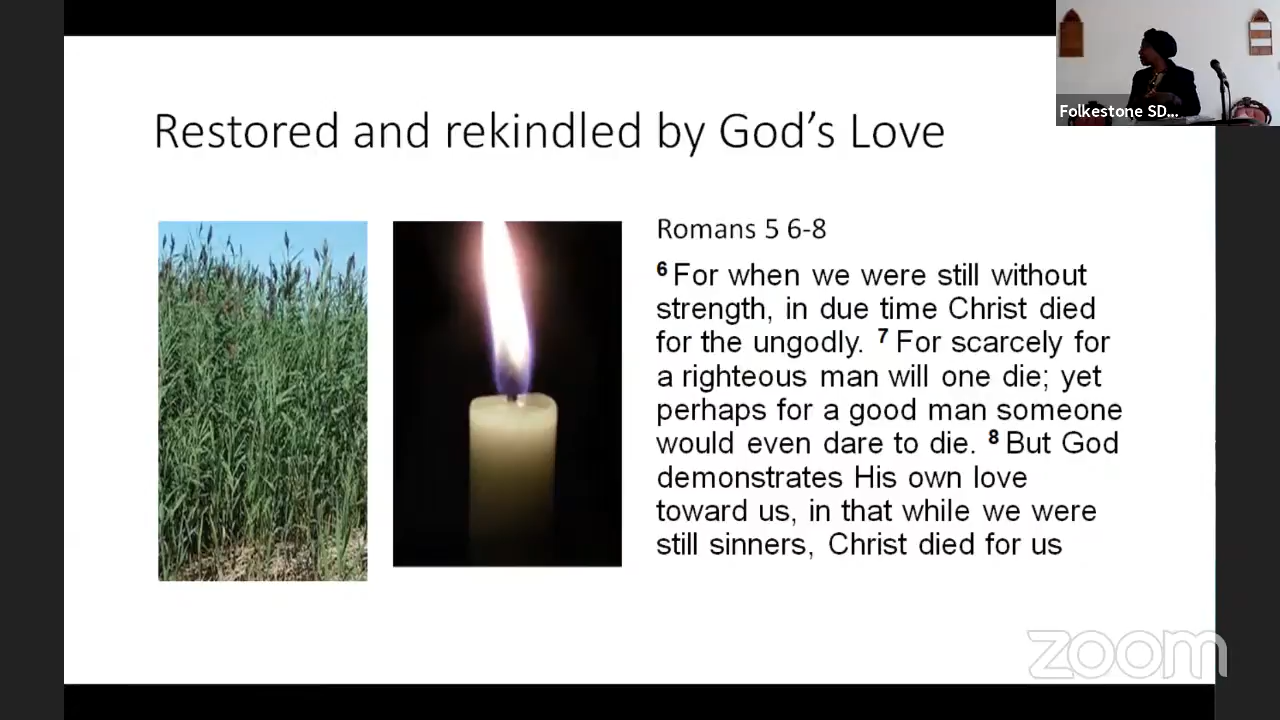 Folkestone SD...
Restored and rekindled by God's Love
Romans 5 6-8
6 For when we were still without
strength, in due time Christ died
for the ungodly. 7 For scarcely for
a righteous man will one die; yet
perhaps for a good man someone
would even dare to die. 8 But God
demonstrates His own love
toward us, in that while we were
still sinners, Christ died for us
zoom